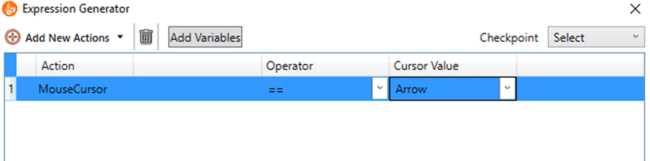 Expression Generator
Add New Actions Add Variables Checkpoint Select
Action Operator Cursor Value
1 MouseCursor == Arrow